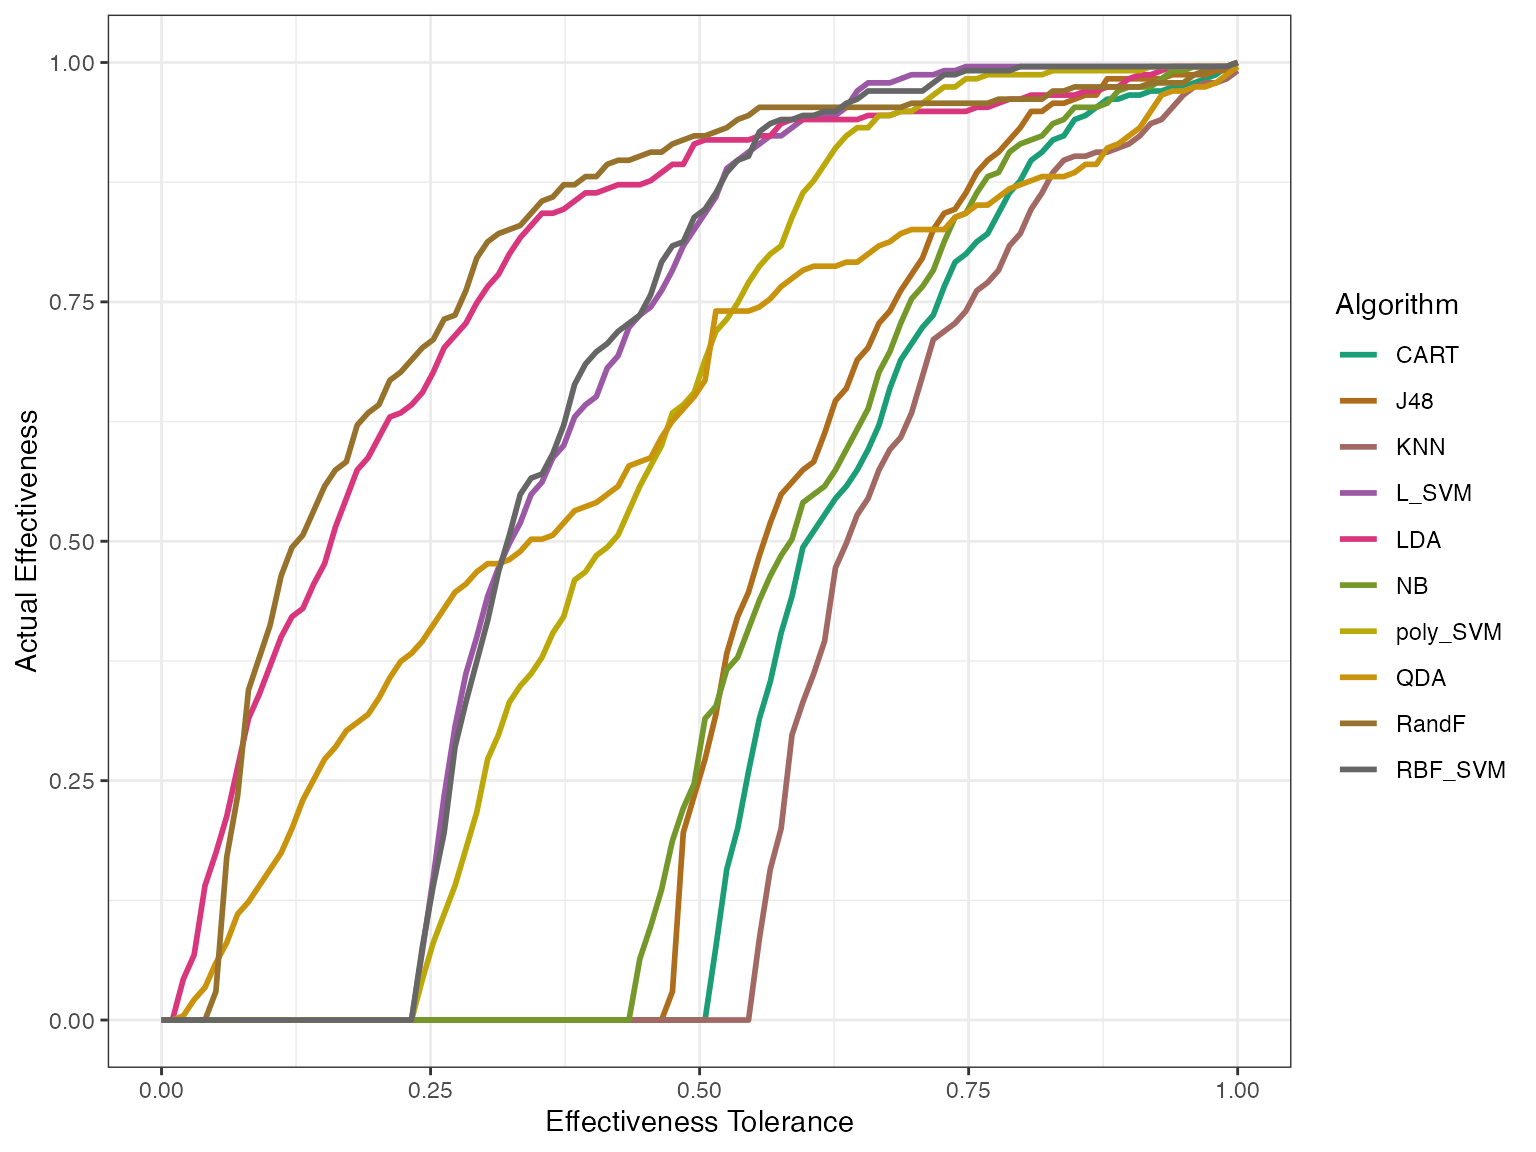 1.00
0.75
0.50
0.25
0.00
Actual Effectiveness
0.00 0.25 0.50 0.75 1.00
Effectiveness Tolerance
Algorithm
CART
J48
KNN
L_SVM
LDA
NB
poly_SVM
QDA
RandF
RBF_SVM